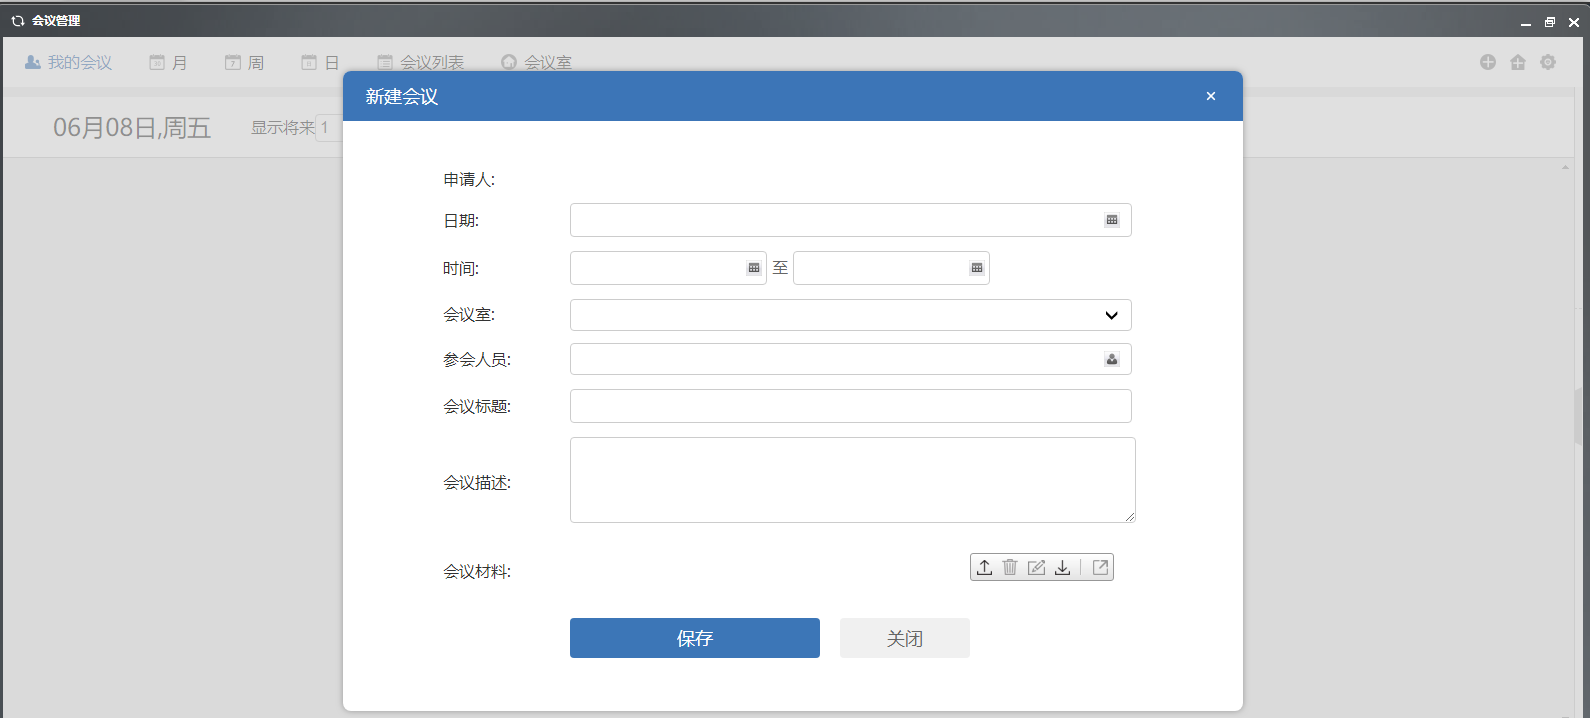 会议管理
我的会议 月 周 日 会议列表 会议室
06月08日,周五 显示将来 1
新建会议
申请人:
日期:
时间: 至
会议室:
参会人员:
会议标题:
会议描述:
会议材料:
保存 关闭